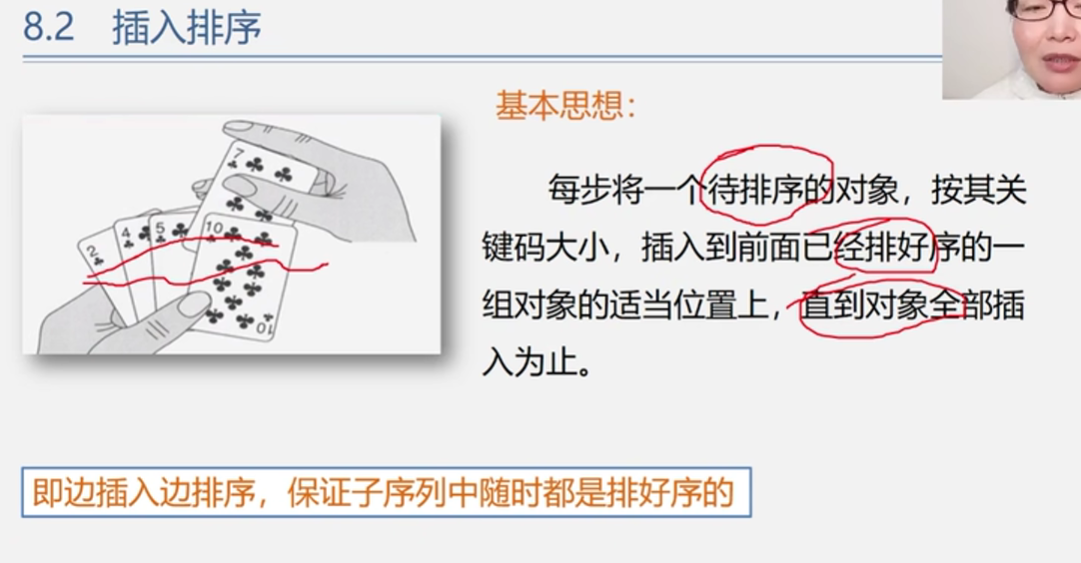 8.2 插入排序
基本思想：
每步将一个待排序的对象，按其关
键码大小，插入到前面已经排好序的一
组对象的适当位置上，直到对象全部插
入为止。
2
4
5
7
10
10
即边插入边排序，保证子序列中随时都是排好序的